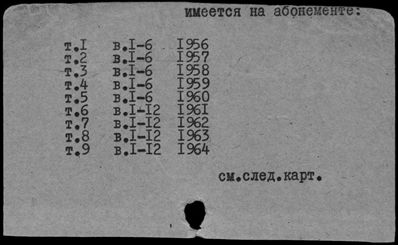 имеется на абонементе:
т.I в.I-6 I956
т.2 в.I-6 I957
т.3 в.I-6 I958
т.4 в.I-6 I959
т.5 в.I-6 I960
т.6 в.I-I2 I96I
т.7 в.I-I2 I962
т.8 в.I-I2 I963
т.9 в.I-I2 I964
см.след.карт.